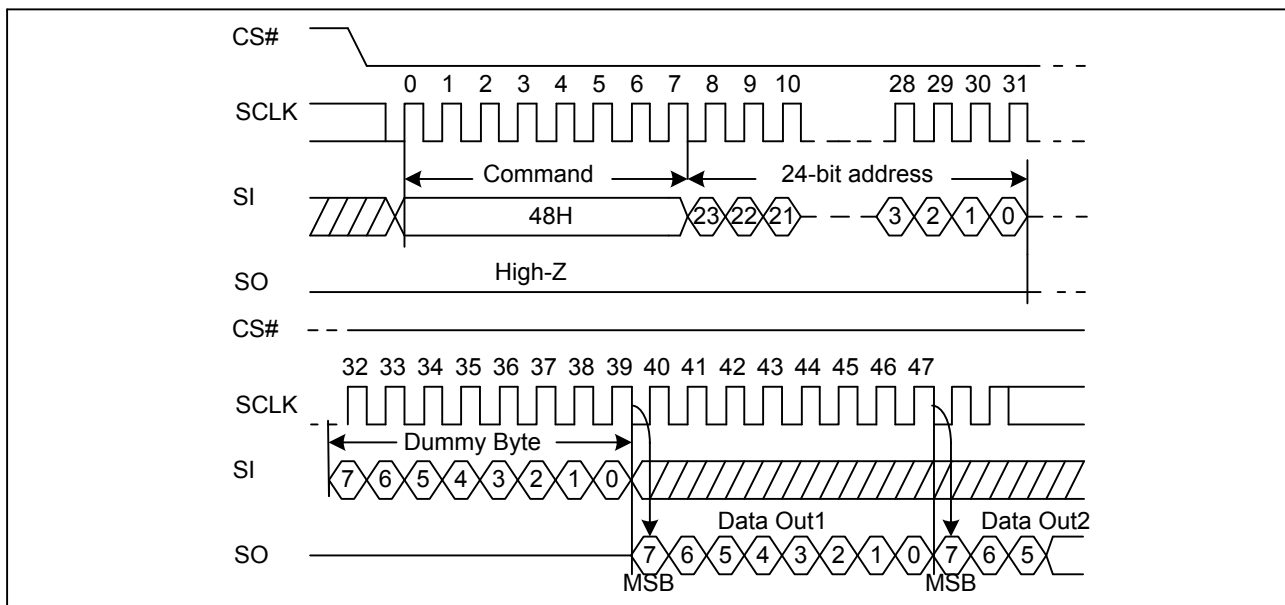 CS#
0 1 2 3 4 5 6 7 8 9 10 28 29 30 31
SCLK
Command 24-bit address
SI
48H 23 22 21 3 2 1 0
High-Z
SO
CS#
32 33 34 35 36 37 38 39 40 41 42 43 44 45 46 47
SCLK
Dummy Byte
SI
7 6 5 4 3 2 1 0
Data Out1 Data Out2
SO
7 6 5 4 3 2 1 0 7 6 5
MSB MSB